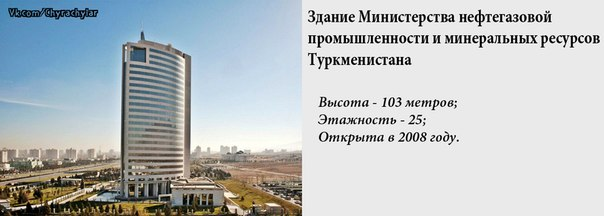 Vk.com/Chyrachylar
Здание Министерства нефтегазовой
промышленности и минеральных ресурсов
Туркменистана
Высота - 103 метров;
Этажность - 25;
Открыта в 2008 году.